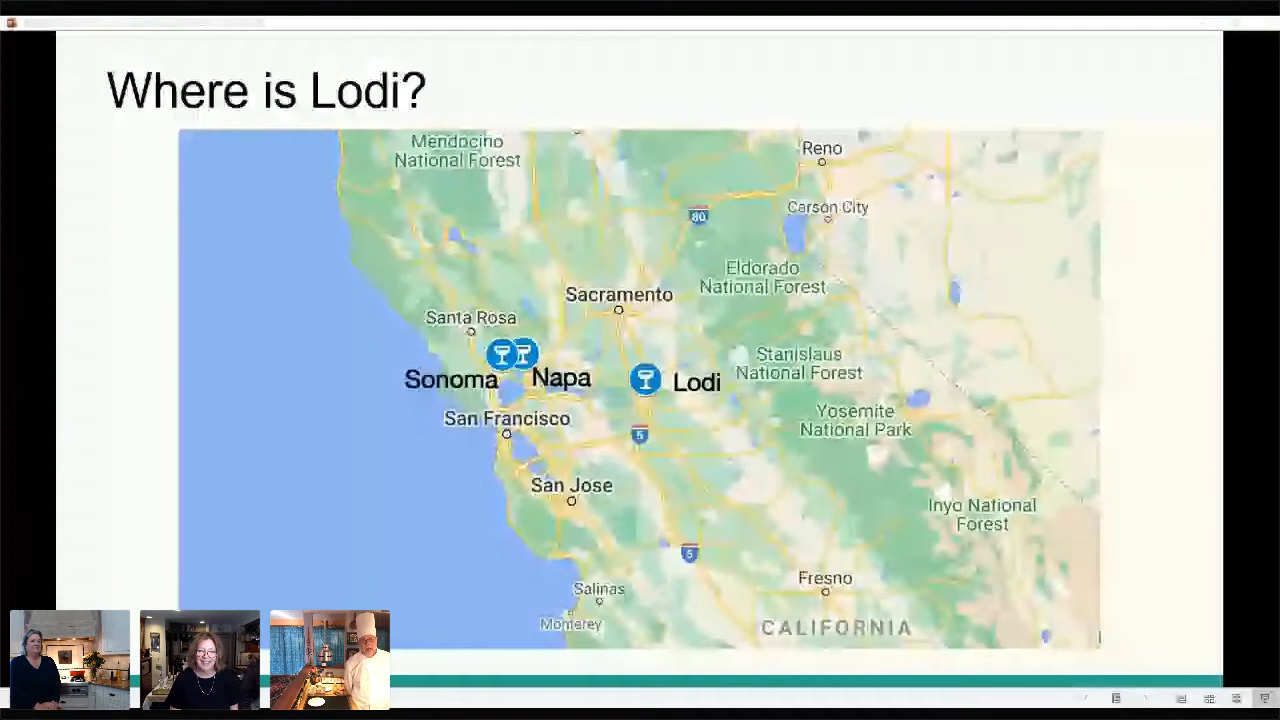 Where is Lodi?
Mendocino
National Forest
Reno
Carson City
80
Eldorado
National Forest
Sacramento
Santa Rosa
Stanislaus
National Forest
Sonoma
Napa
Lodi
San Francisco
5
Yosemite
National Park
San Jose
Inyo National
Forest
5
Fresno
Salinas
Monterey
CALIFORNIA